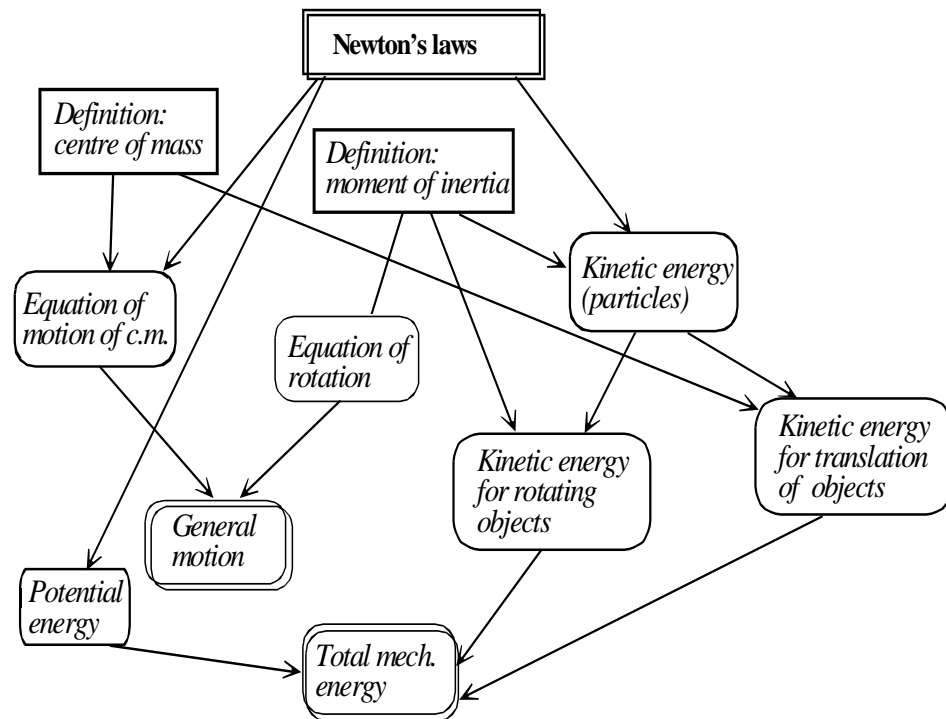 Newton’s laws
Definition:
centre of mass
Definition:
moment of inertia
Kinetic energy
(particles)
Equation of
motion of c.m.
Equation of
rotation
Kinetic energy
for translation
of objects
Kinetic energy
for rotating
objects
General
motion
Potential
energy
Total mech.
energy